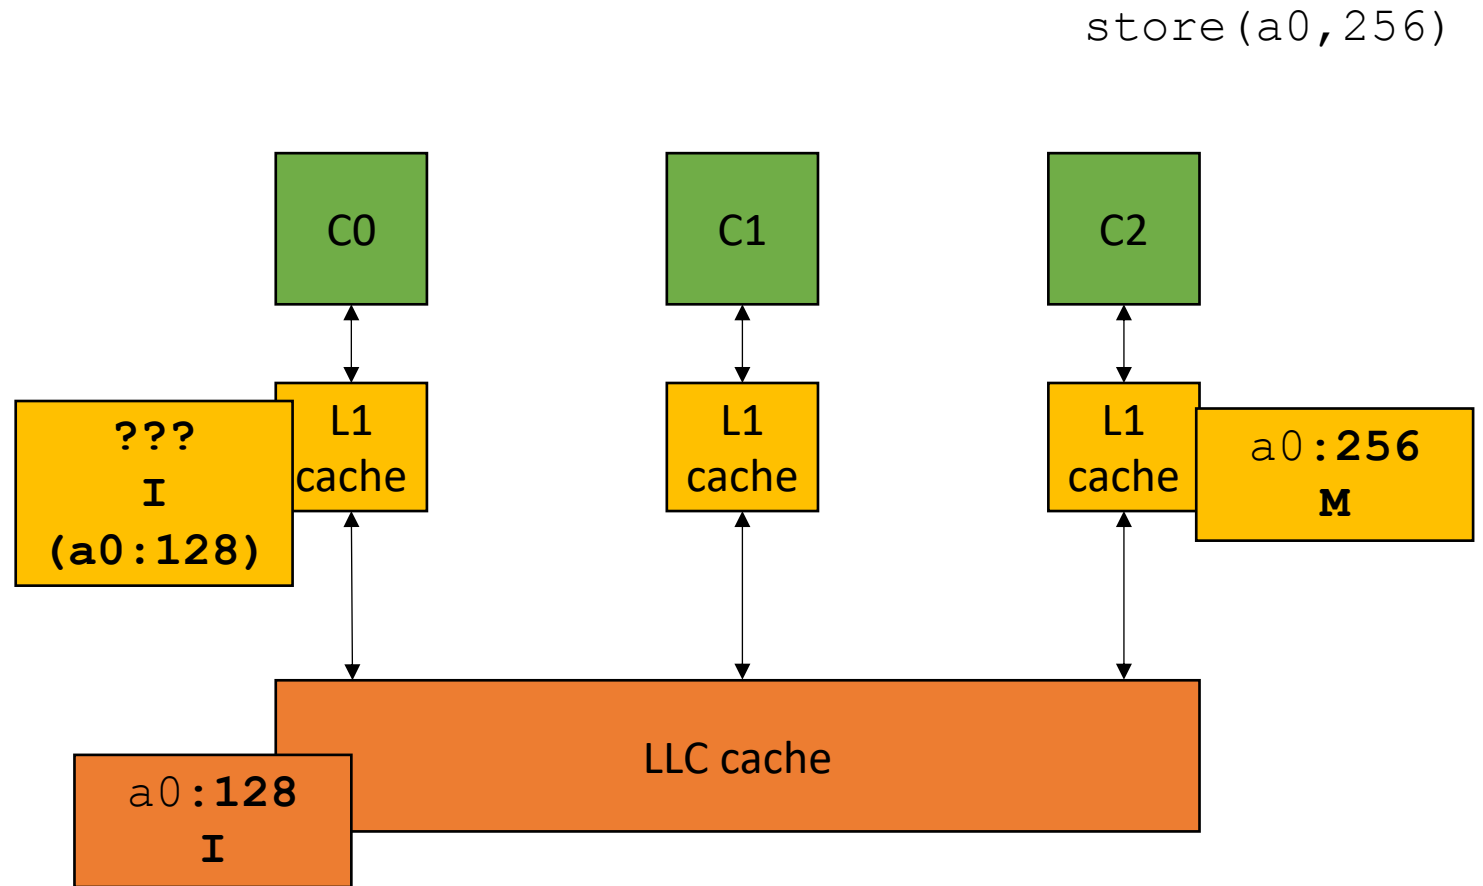 store(a0,256)
C0
C1
C2
L1
cache
L1
cache
L1
cache
???
I
(a0:128)
a0:256
M
LLC cache
a0:128
I